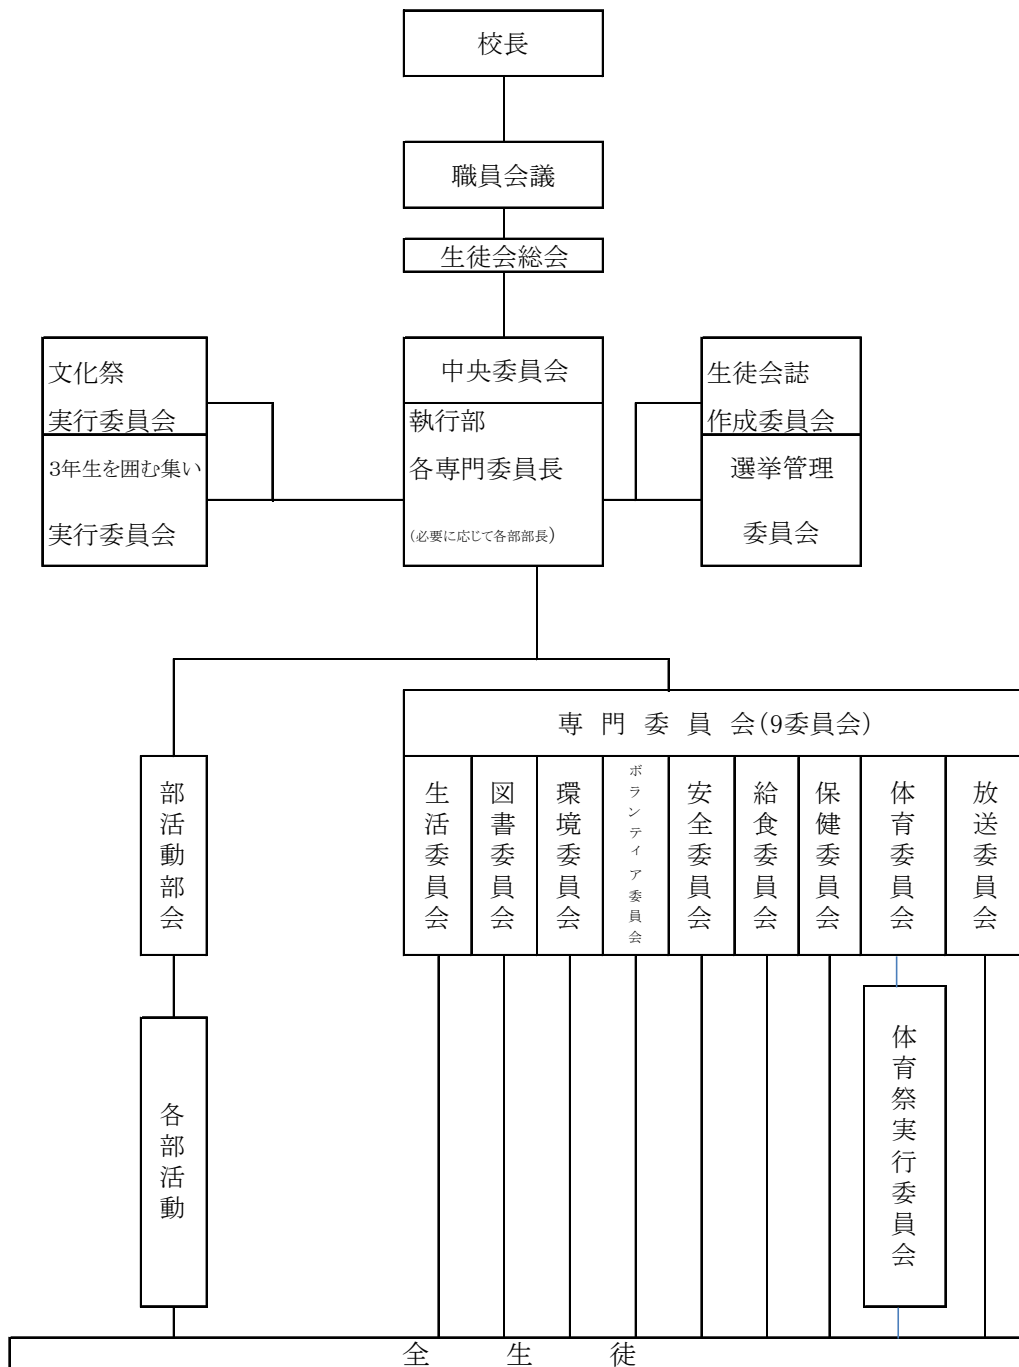 校長
職員会議
生徒会総会
文化祭
実行委員会
3年生を囲む集い
実行委員会
中央委員会
執行部
各専門委員長
(必要に応じて各部部長)
生徒会誌
作成委員会
選挙管理
委員会
専門委員会(9委員会)
部活動部会
生活委員会
図書委員会
環境委員会
ボランティア委員会
安全委員会
給食委員会
保健委員会
体育委員会
放送委員会
各部活動
体育祭実行委員会
全生徒